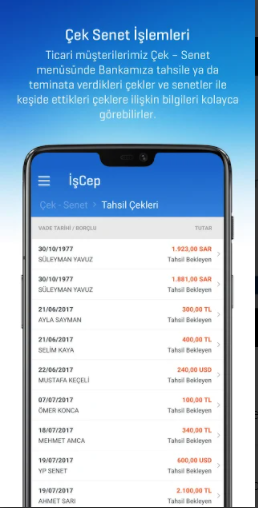 Çek Senet İşlemleri
Ticari müşterilerimiz Çek – Senet
menüsünde Bankamıza tahsile ya da
teminata verdikleri çekler ve senetler ile
keşide ettikleri çeklere ilişkin bilgileri kolayca
görebilirler.
İşCep
Çek - Senet > Tahsil Çekleri
VADE TARİHİ / BORÇLU TUTAR
30/10/1977 1.923,00 SAR
SÜLEYMAN YAVUZ Tahsil Bekleyen
30/10/1977 1.881,00 SAR
SÜLEYMAN YAVUZ Tahsil Bekleyen
21/06/2017 300,00 TL
AYLA SAYMAN Tahsil Bekleyen
21/06/2017 400,00 TL
SELİM KAYA Tahsil Bekleyen
22/06/2017 240,00 USD
MUSTAFA KEÇELİ Tahsil Bekleyen
07/07/2017 100,00 TL
ÖMER KONCA Tahsil Bekleyen
18/07/2017 340,00 TL
MEHMET AMCA Tahsil Bekleyen
19/07/2017 600,00 USD
YP SENET Tahsil Bekleyen
19/07/2017 2.100,00 TL
AHMET SARI Tahsil Bekleyen